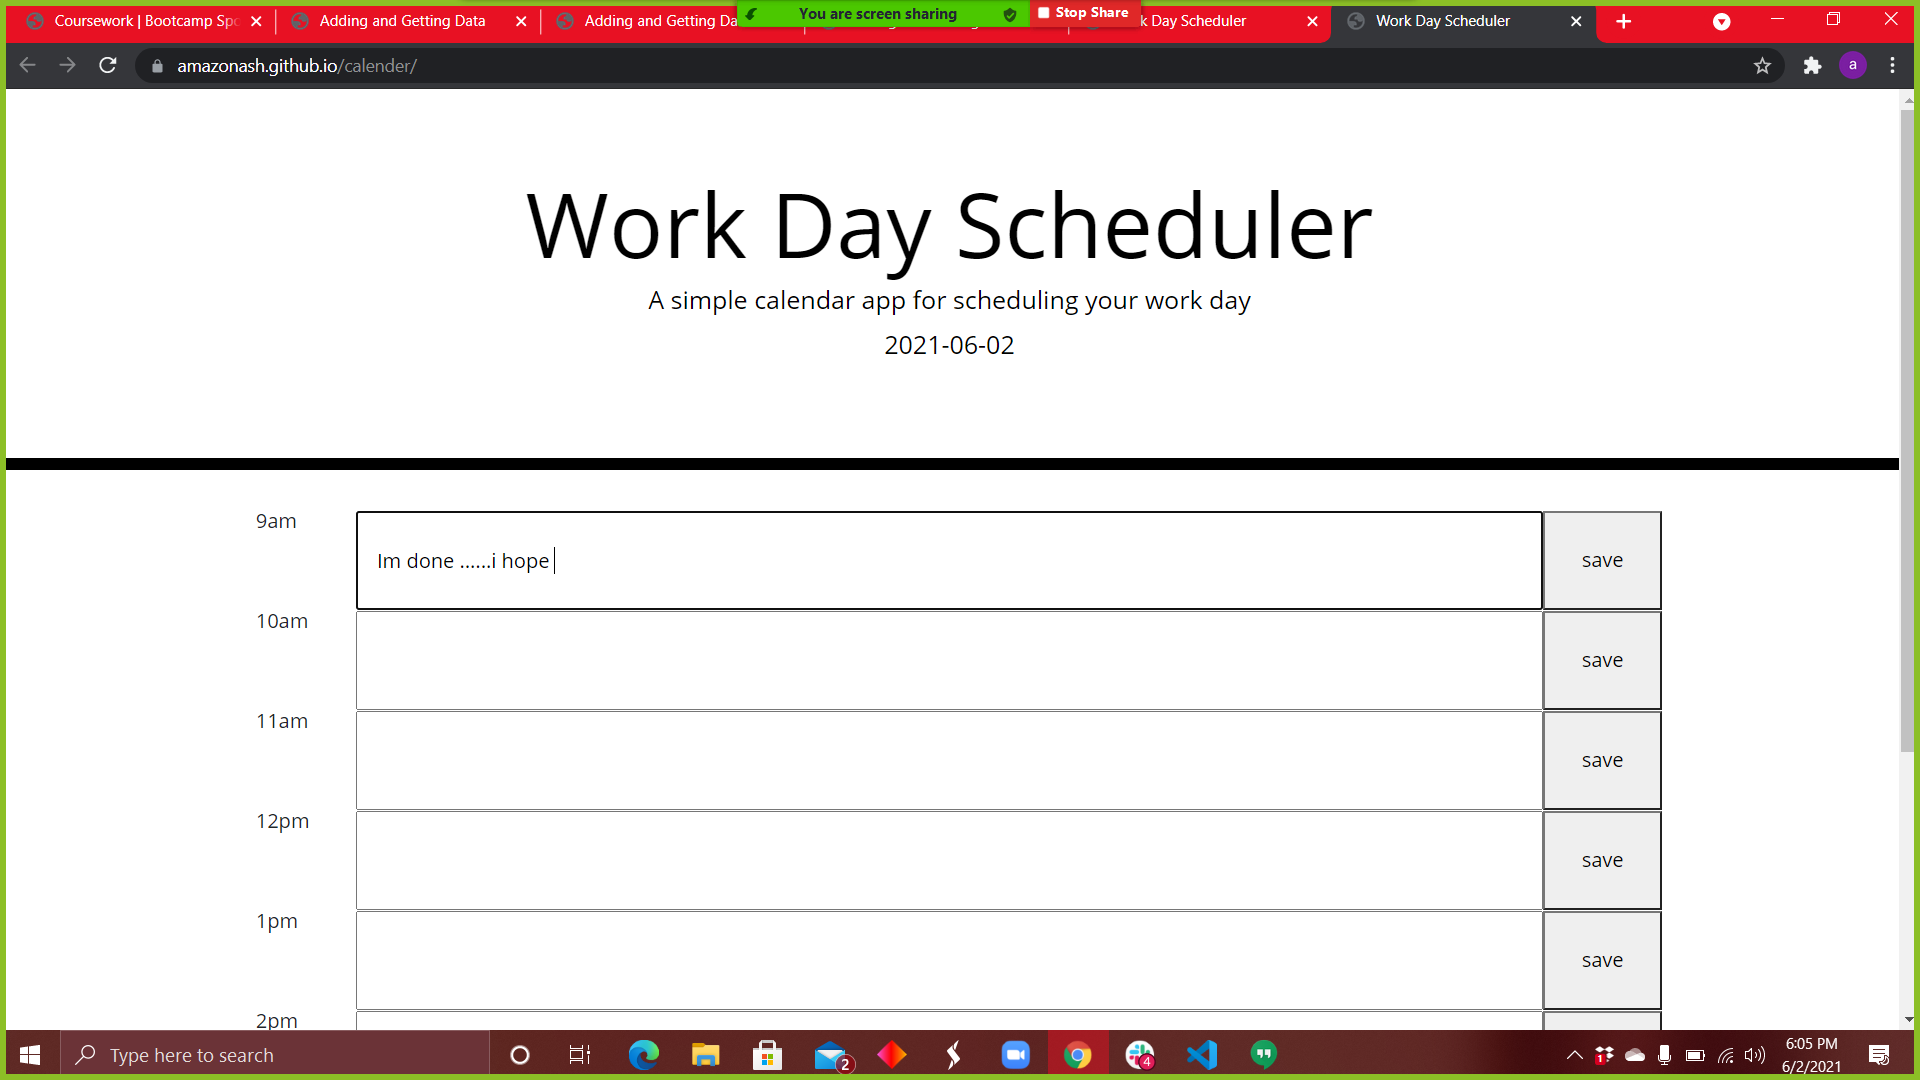 You are screen sharing
Stop Share
Coursework | Bootcamp Sp
Adding and Getting Data
Adding and Getting Da
k Day Scheduler
Work Day Scheduler
amazonash.github.io/calender/
a
Work Day Scheduler
A simple calendar app for scheduling your work day
2021-06-02
9am
Im done ......i hope
save
10am
save
11am
save
12pm
save
1pm
save
2pm
Type here to search
2
4
1
6:05 PM
6/2/2021